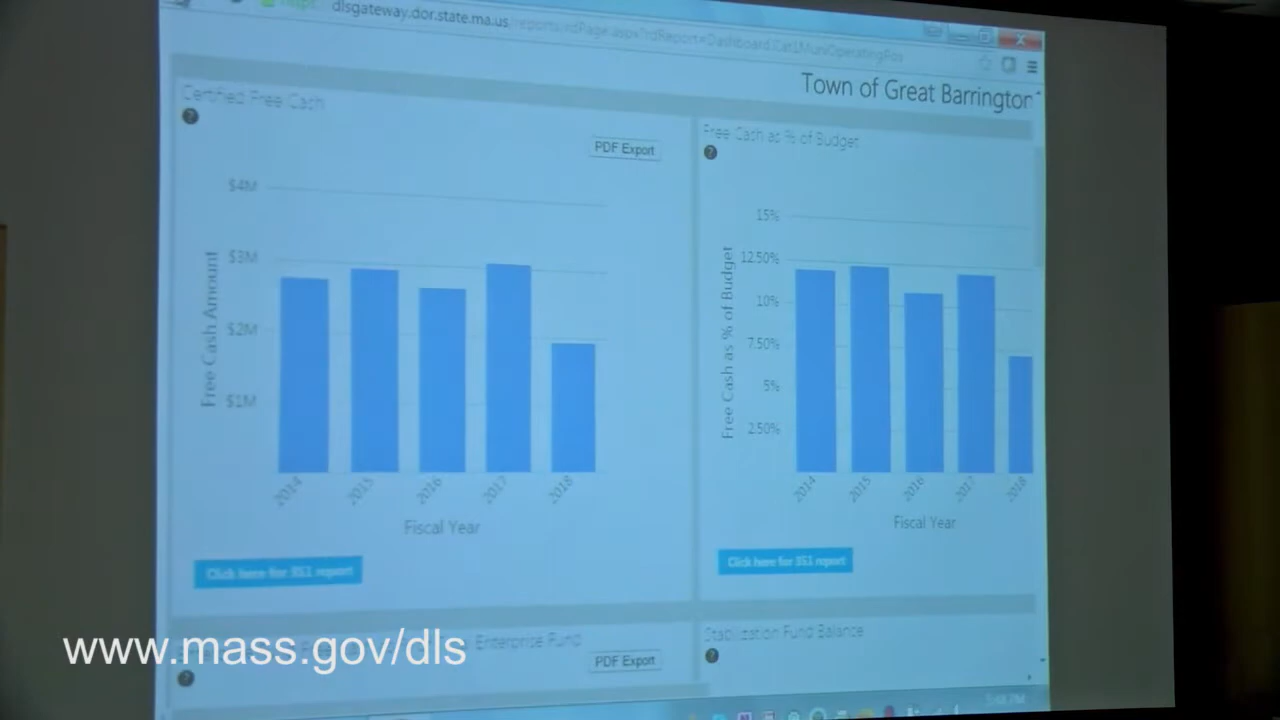 dlsgateway.dor.state.ma.us
Town of Great Barrington
Certified Free Cash
PDF Export
$4M
$3M
$2M
$1M
Free Cash Amount
2014
2015
2016
2017
2018
Fiscal Year
Click here for 351 report
Free Cash as % of Budget
15%
12.50%
10%
7.50%
5%
2.50%
Free Cash as % of Budget
2014
2015
2016
2017
2018
Fiscal Year
Click here for 351 report
Enterprise Fund
PDF Export
Stabilization Fund Balance
www.mass.gov/dls